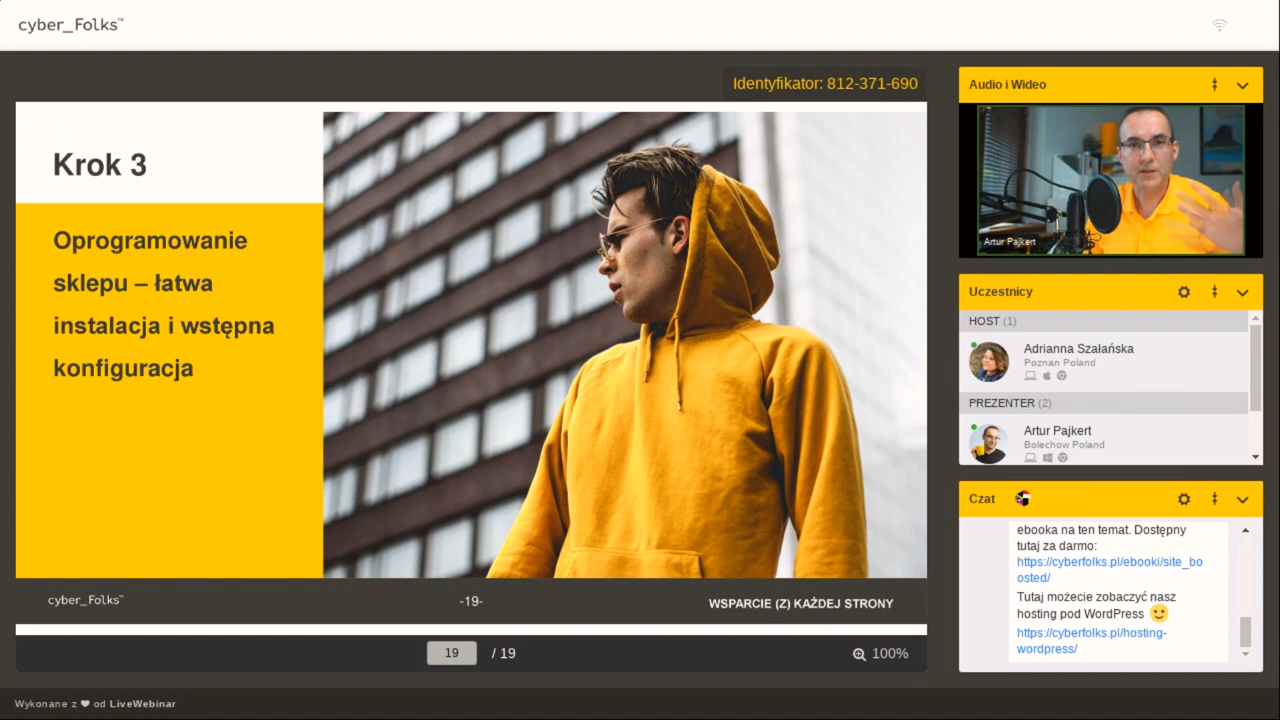 cyber_Folks™
Identyfikator: 812-371-690
Krok 3
Oprogramowanie
sklepu – łatwa
instalacja i wstępna
konfiguracja
cyber_Folks™
-19-
WSPARCIE (Z) KAŻDEJ STRONY
19
/ 19
100%
Audio i Wideo
Artur Pajkert
Uczestnicy
HOST (1)
Adrianna Szałańska
Poznan Poland
PREZENTER (2)
Artur Pajkert
Bolechow Poland
Czat
ebooka na ten temat. Dostępny
tutaj za darmo:
https://cyberfolks.pl/ebooki/site_bo
osted/
Tutaj możecie zobaczyć nasz
hosting pod WordPress 🙂
https://cyberfolks.pl/hosting-
wordpress/
Wykonane z ❤ od LiveWebinar